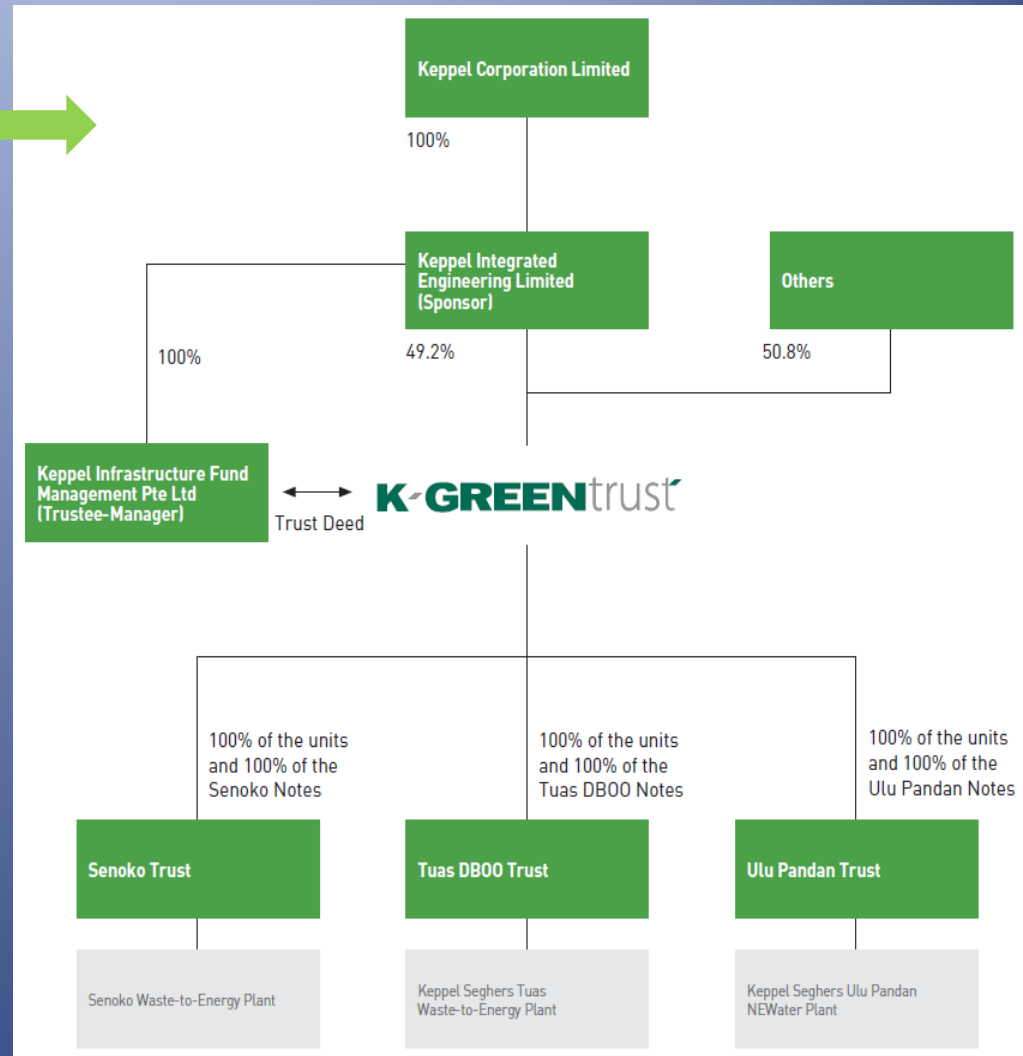 Keppel Corporation Limited
100%
Keppel Integrated
Engineering Limited
(Sponsor)
Others
100%
49.2%
50.8%
Keppel Infrastructure Fund
Management Pte Ltd
(Trustee-Manager)
Trust Deed
K-GREENtrust
100% of the units
and 100% of the
Senoko Notes
100% of the units
and 100% of the
Tuas DBOO Notes
100% of the units
and 100% of the
Ulu Pandan Notes
Senoko Trust
Tuas DBOO Trust
Ulu Pandan Trust
Senoko Waste-to-Energy Plant
Keppel Seghers Tuas
Waste-to-Energy Plant
Keppel Seghers Ulu Pandan
NEWater Plant